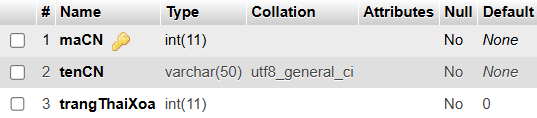 # Name Type Collation Attributes Null Default
1 maCN int(11) No None
2 tenCN varchar(50) utf8_general_ci No None
3 trangThaiXoa int(11) No 0